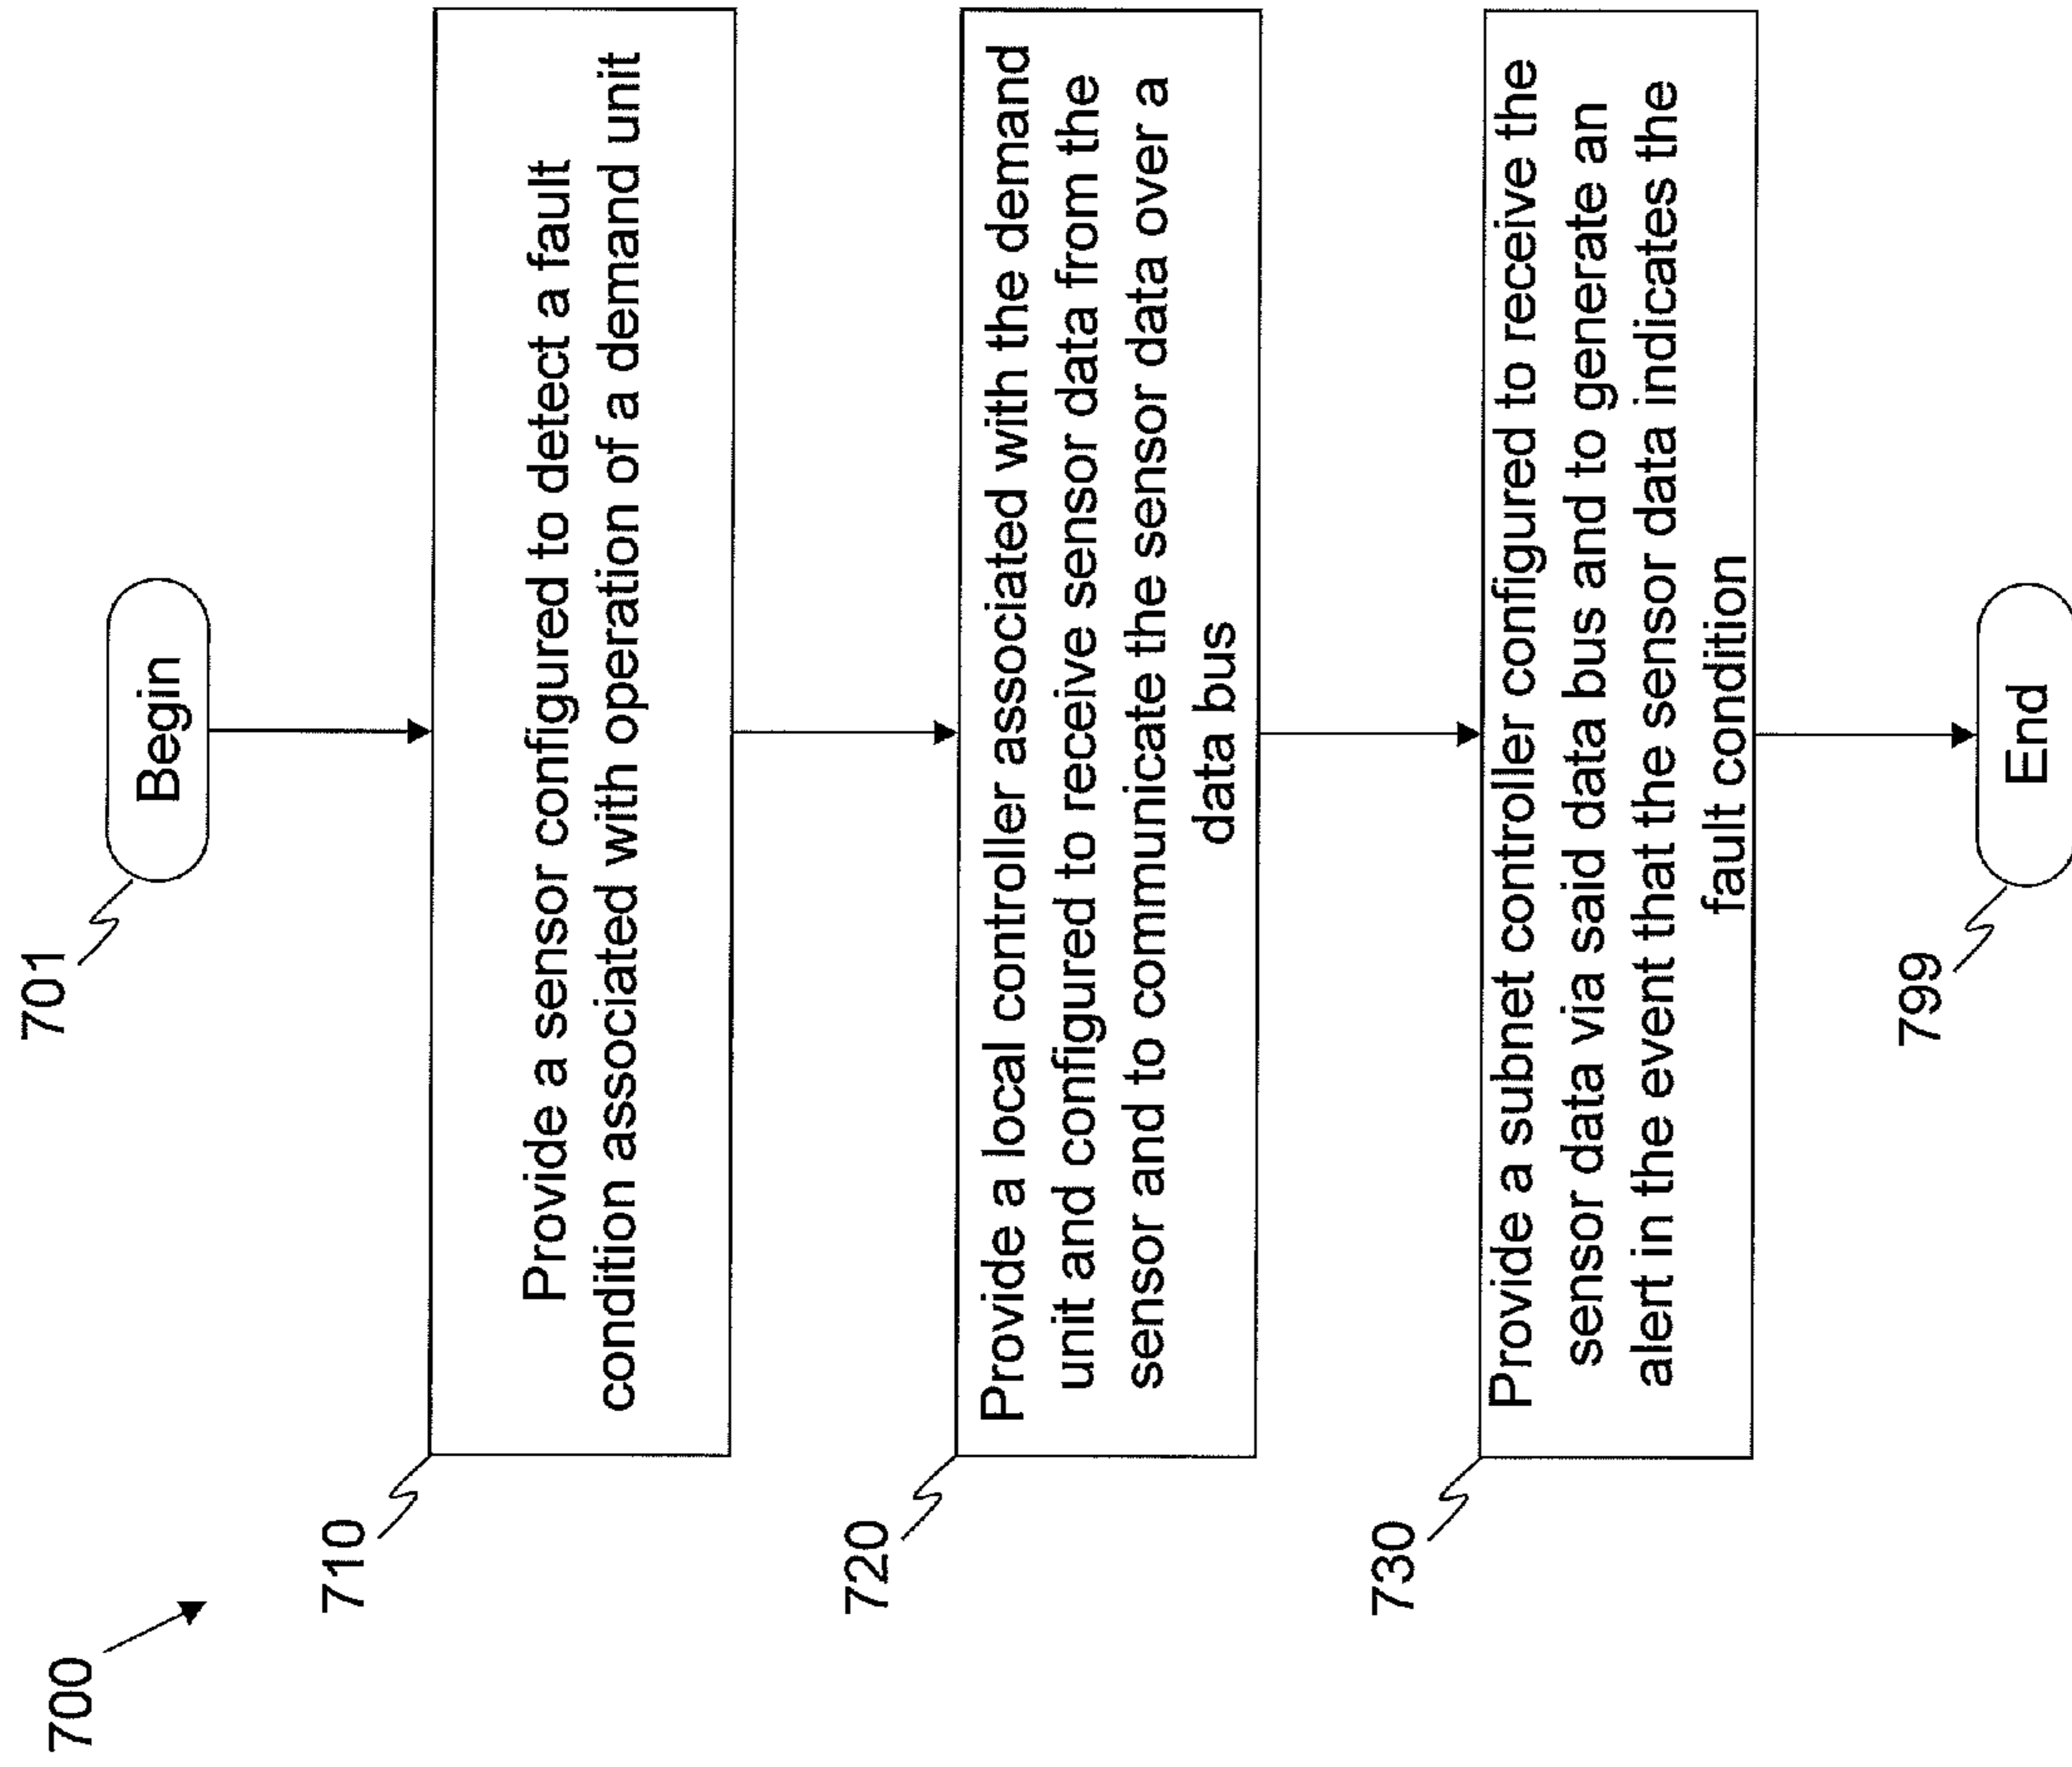 700
701
Begin
710
Provide a sensor configured to detect a fault
condition associated with operation of a demand unit
720
Provide a local controller associated with the demand
unit and configured to receive sensor data from the
sensor and to communicate the sensor data over a
data bus
730
Provide a subnet controller configured to receive the
sensor data via said data bus and to generate an
alert in the event that the sensor data indicates the
fault condition
799
End